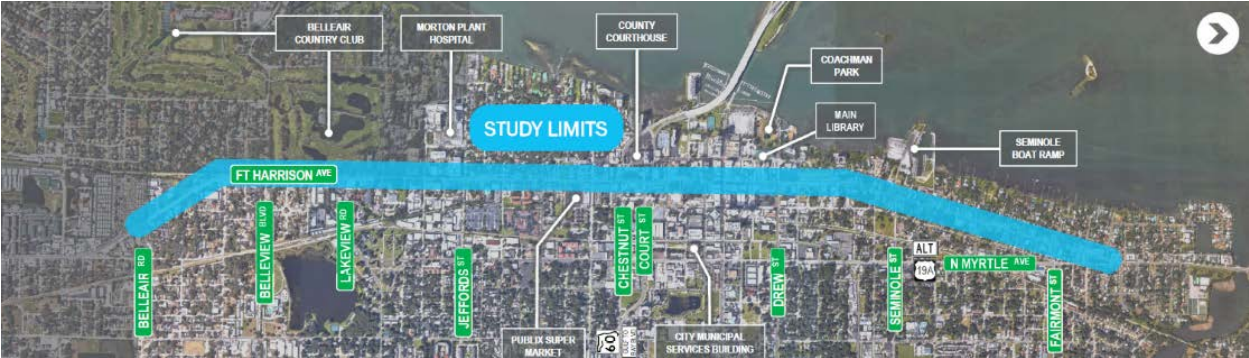 BELLEAIR
COUNTRY CLUB
MORTON PLANT
HOSPITAL
COUNTY
COURTHOUSE
COACHMAN
PARK
MAIN
LIBRARY
SEMINOLE
BOAT RAMP
STUDY LIMITS
FT HARRISON AVE
BELLEAIR RD
BELLEVIEW BLVD
LAKEVIEW RD
JEFFORDS ST
CHESTNUT ST
COURT ST
DREW ST
SEMINOLE ST
ALT
19A
N MYRTLE AVE
FAIRMONT ST
PUBLIX SUPER
MARKET
60
CITY MUNICIPAL
SERVICES BUILDING